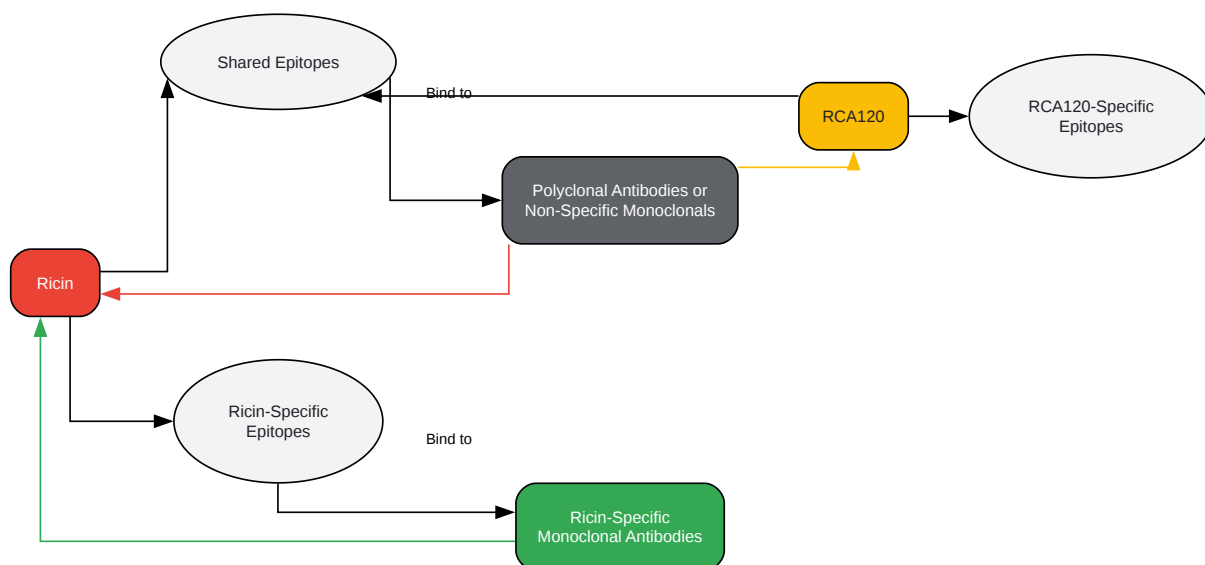 Shared Epitopes
Bind to
RCA120
RCA120-Specific
Epitopes
Polyclonal Antibodies or
Non-Specific Monoclonals
Ricin
Ricin-Specific
Epitopes
Bind to
Ricin-Specific
Monoclonal Antibodies